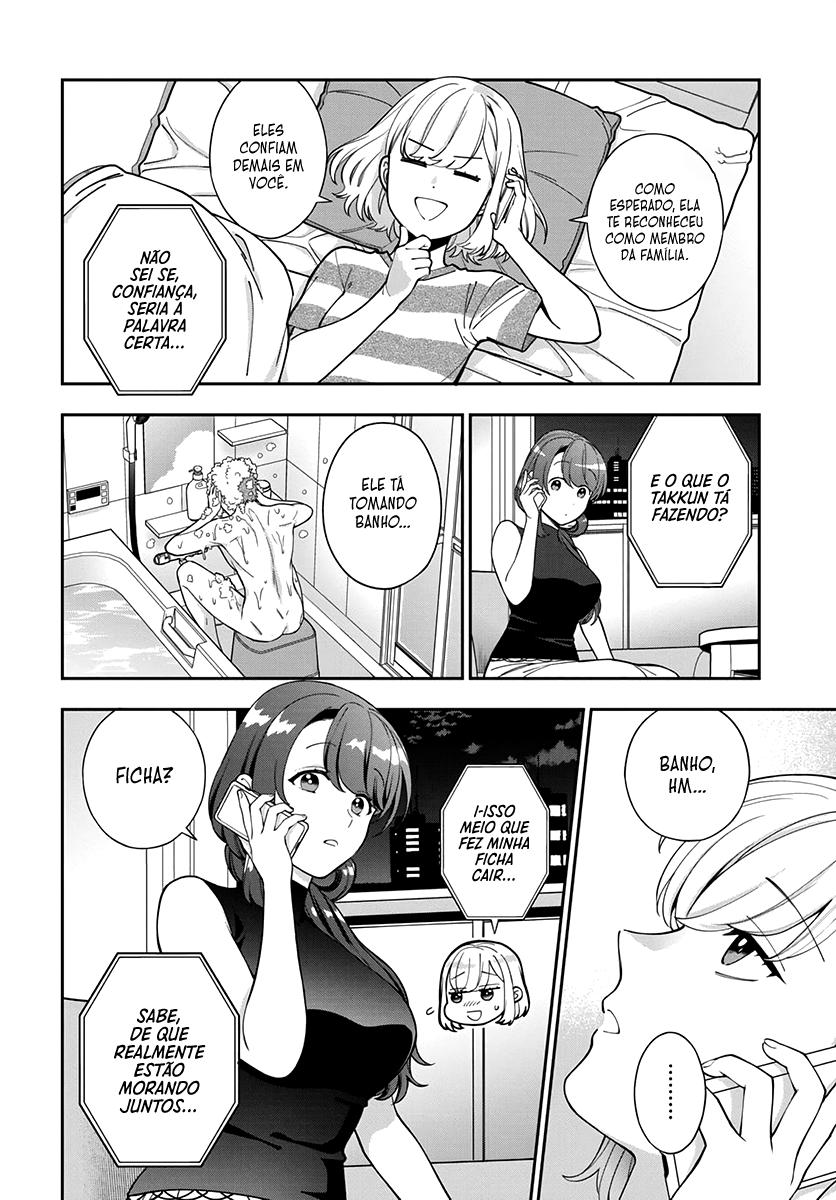 COMO
ESPERADO, ELA
TE RECONHECEU
COMO MEMBRO
DA FAMÍLIA.
ELES
CONFIAM
DEMAIS EM
VOCÊ.
NÃO
SEI SE,
CONFIANÇA,
SERIA A
PALAVRA
CERTA...
E O QUE O
TAKKUN TÁ
FAZENDO?
ELE TÁ
TOMANDO
BANHO...
BANHO,
HM...
.........
I-ISSO
MEIO QUE
FEZ MINHA
FICHA
CAIR...
FICHA?
SABE,
DE QUE
REALMENTE
ESTÃO
MORANDO
JUNTOS...